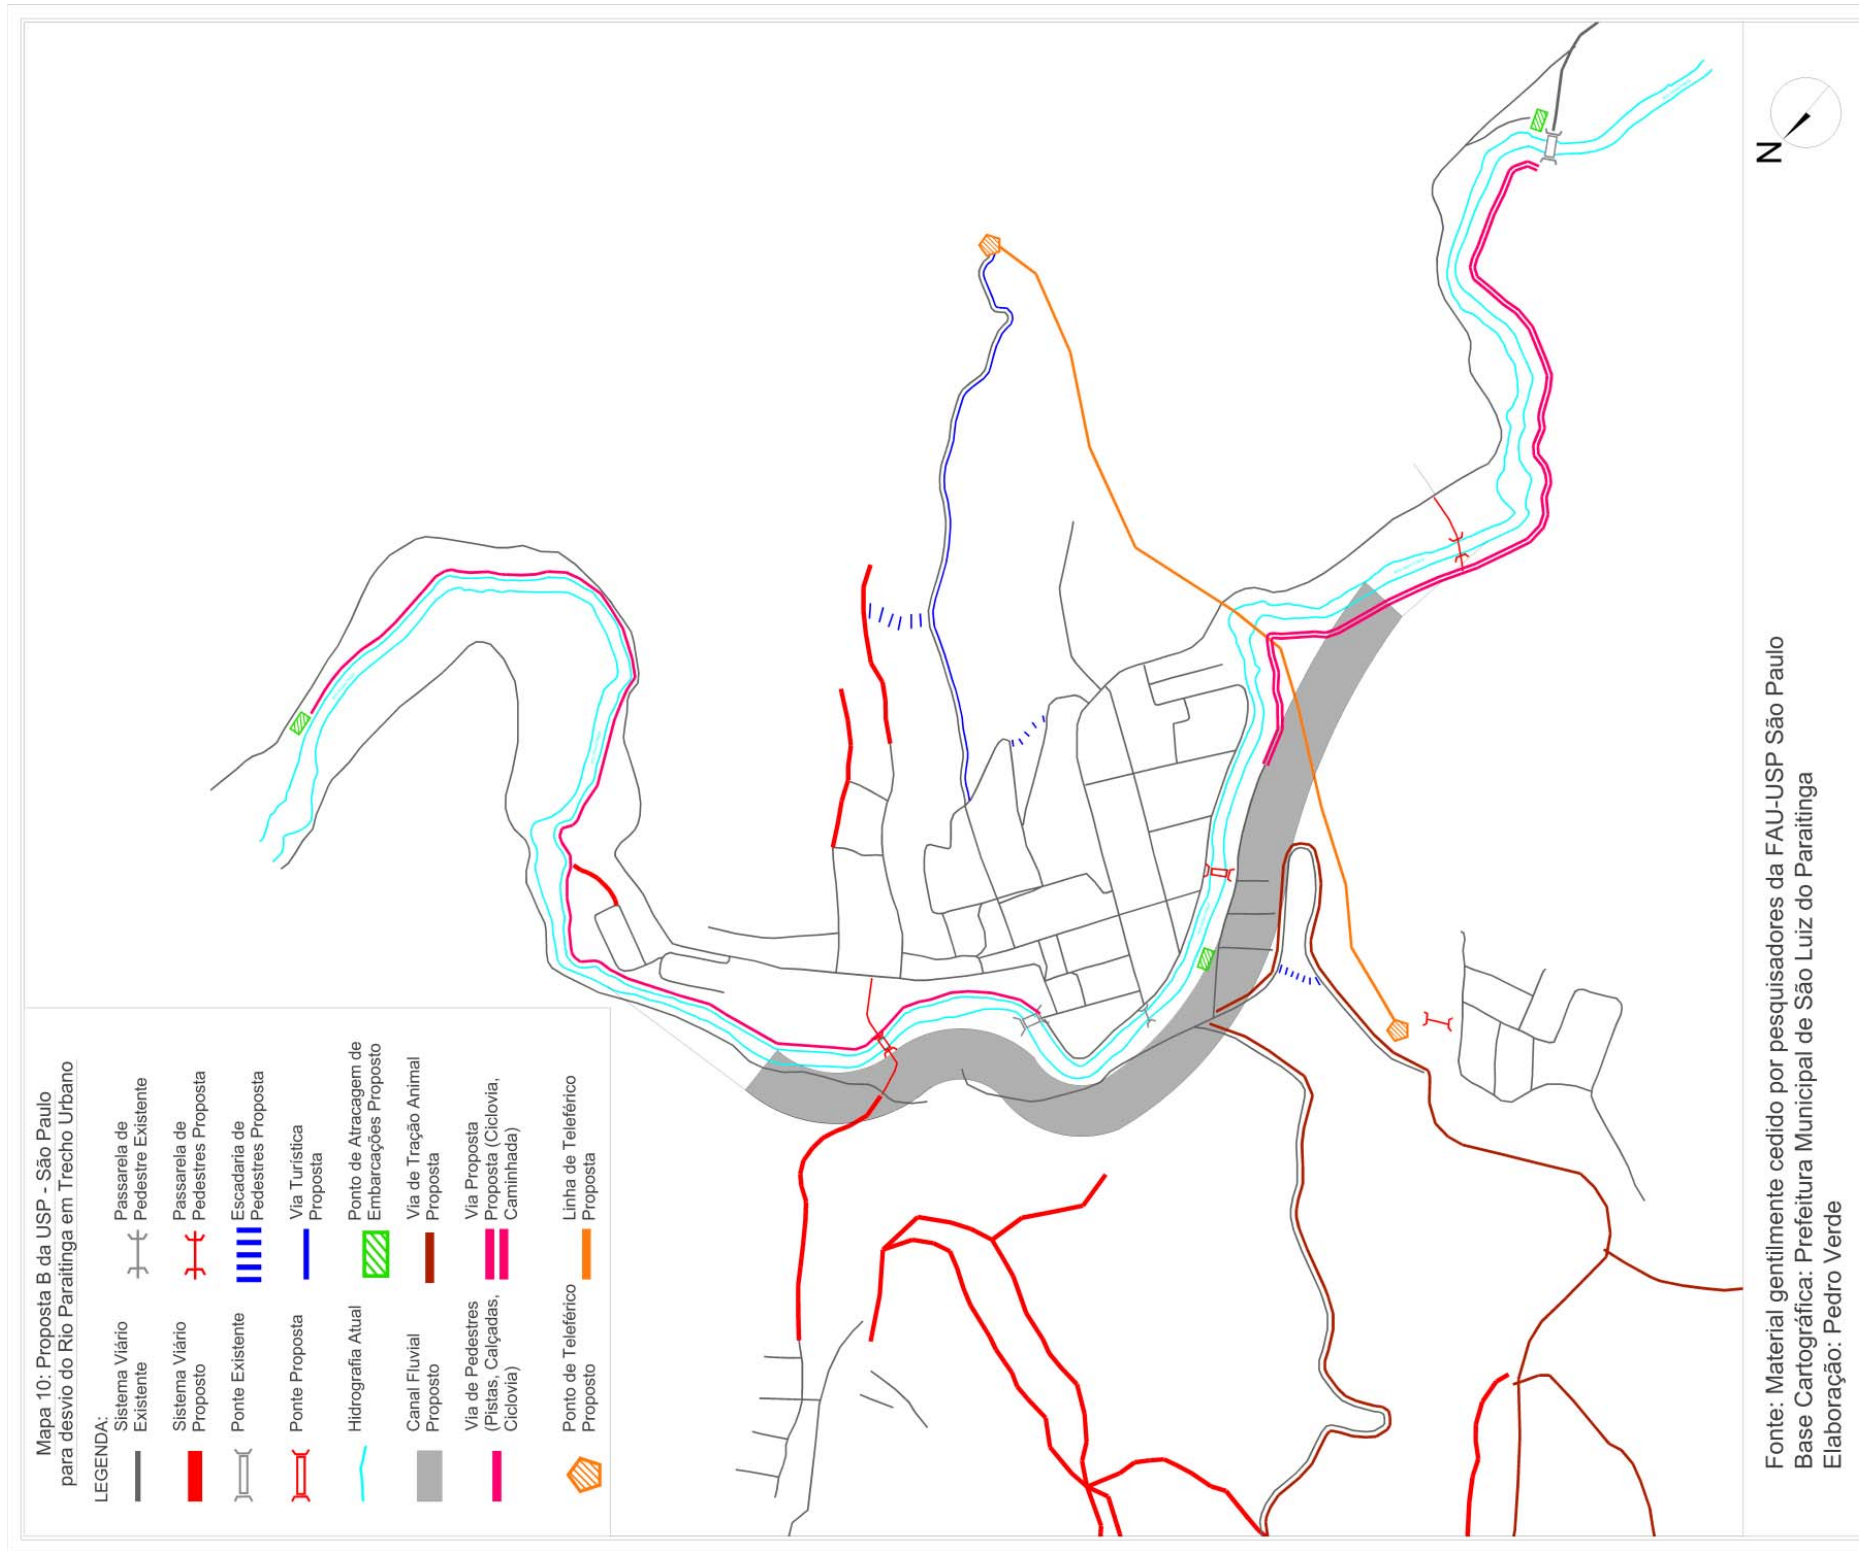 Mapa 10: Proposta B da USP - São Paulo
para desvio do Rio Paraitinga em Trecho Urbano
LEGENDA:
Sistema Viário
Existente
Sistema Viário
Proposto
Ponte Existente
Ponte Proposta
Hidrografia Atual
Canal Fluvial
Proposto
Via de Pedestres
(Pistas, Calçadas,
Ciclovia)
Ponto de Teleférico
Proposto
Passarela de
Pedestre Existente
Passarela de
Pedestres Proposta
Escadaria de
Pedestres Proposta
Via Turística
Proposta
Ponto de Atracagem de
Embarcações Proposto
Via de Tração Animal
Proposta
Via Proposta
Proposta (Ciclovia,
Caminhada)
Linha de Teleférico
Proposta
N
Fonte: Material gentilmente cedido por pesquisadores da FAU-USP São Paulo
Base Cartográfica: Prefeitura Municipal de São Luiz do Paraitinga
Elaboração: Pedro Verde